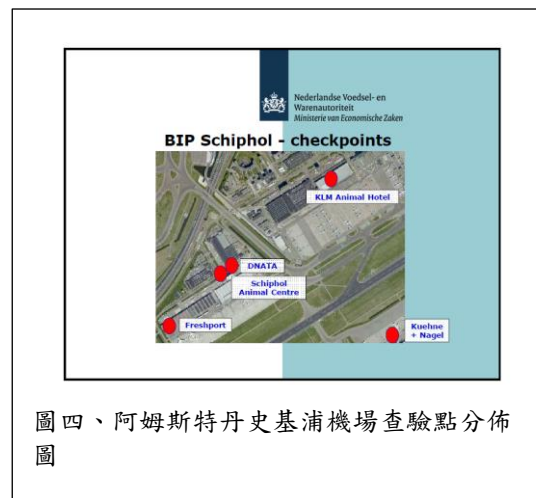 Nederlandse Voedsel- en
Warenautoriteit
Ministerie van Economische Zaken
BIP Schiphol - checkpoints
KLM Animal Hotel
DNATA
Schiphol
Animal Centre
Freshport
Kuehne
+ Nagel
圖四、阿姆斯特丹史基浦機場查驗點分佈
圖